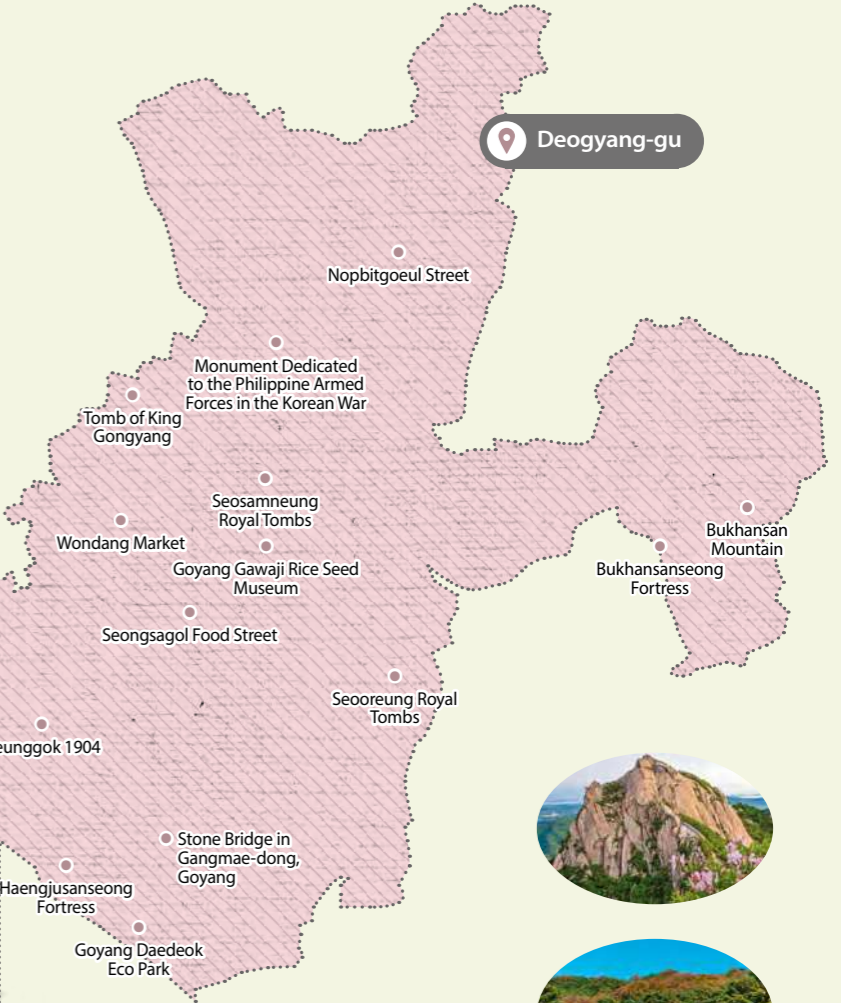 Deogyang-gu
Nopbitgoeul Street
Monument Dedicated
to the Philippine Armed
Forces in the Korean War
Tomb of King
Gongyang
Seosamneung
Royal Tombs
Wondang Market
Bukhansan
Mountain
Goyang Gawaji Rice Seed
Museum
Bukhansanseong
Fortress
Seongsagol Food Street
Seooreung Royal
Tombs
eunggok 1904
Stone Bridge in
Gangmae-dong,
Goyang
Haengjusanseong
Fortress
Goyang Daedeok
Eco Park